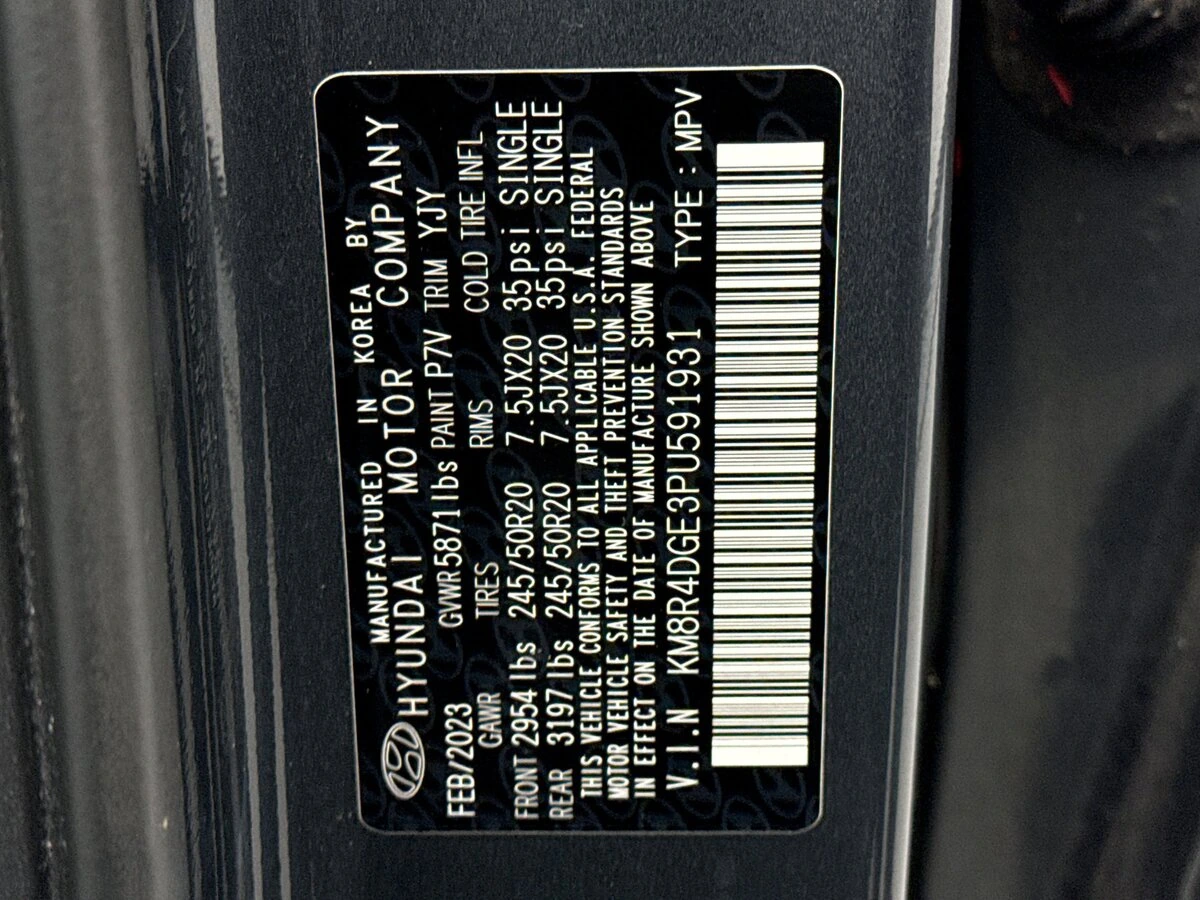 MANUFACTURED IN KOREA BY
HYUNDAI MOTOR COMPANY
FEB/2023 GVWR 5871lbs PAINT P7V TRIM YJY
GAWR TIRES RIMS COLD TIRE INFL
FRONT 2954lbs 245/50R20 7.5JX20 35psi SINGLE
REAR 3197lbs 245/50R20 7.5JX20 35psi SINGLE
THIS VEHICLE CONFORMS TO ALL APPLICABLE U.S.A. FEDERAL
MOTOR VEHICLE SAFETY AND THEFT PREVENTION STANDARDS
IN EFFECT ON THE DATE OF MANUFACTURE SHOWN ABOVE
V.I.N KM8R4DGE3PU591931 TYPE : MPV